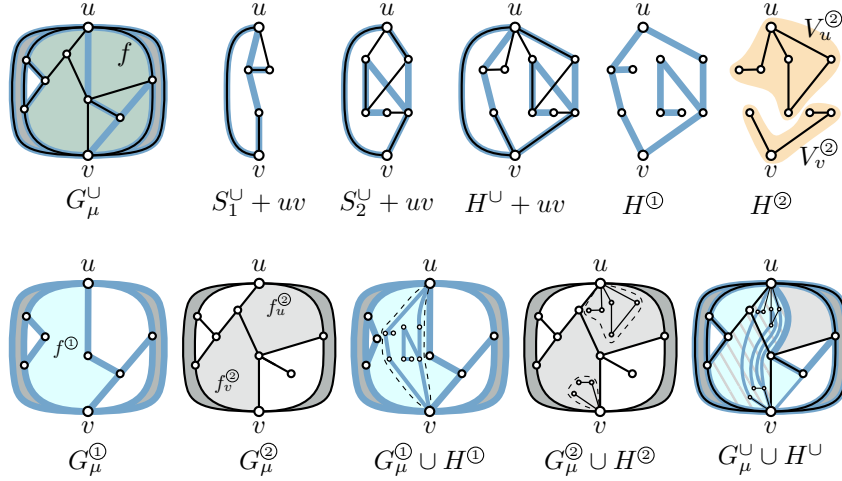 u u u u u u V_u^②
f
v v v v v v V_v^②
G_μ^∪ S_1^∪ + uv S_2^∪ + uv H^∪ + uv H^① H^②
u u u u u
f_u^②
f^①
f_v^②
v v v v v
G_μ^① G_μ^② G_μ^① ∪ H^① G_μ^② ∪ H^② G_μ^∪ ∪ H^∪